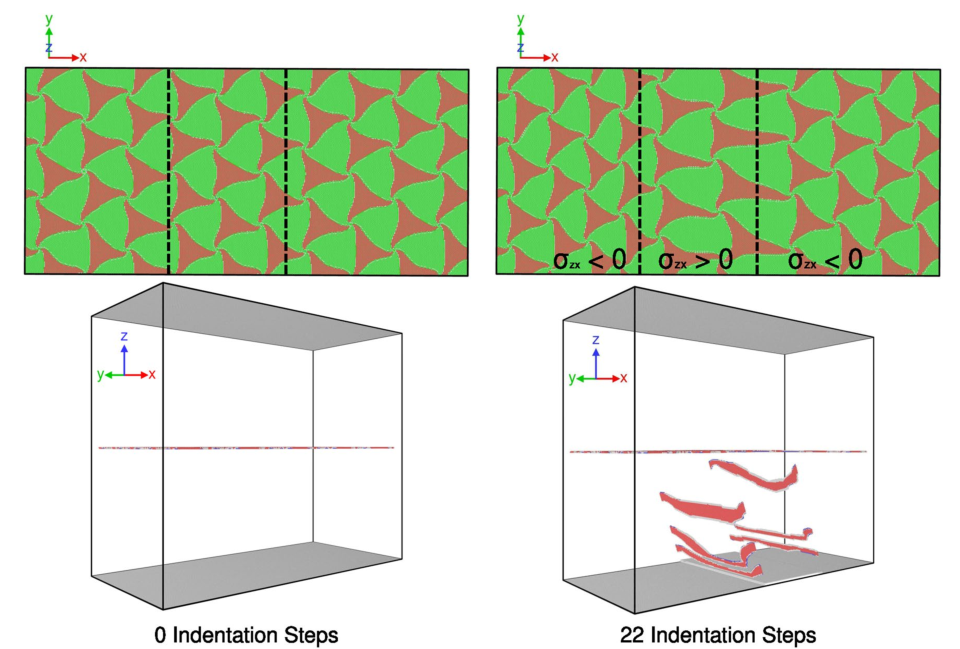 y
z
x
y
z
x
σzx < 0
σzx > 0
σzx < 0
z
y
x
z
y
x
0 Indentation Steps
22 Indentation Steps